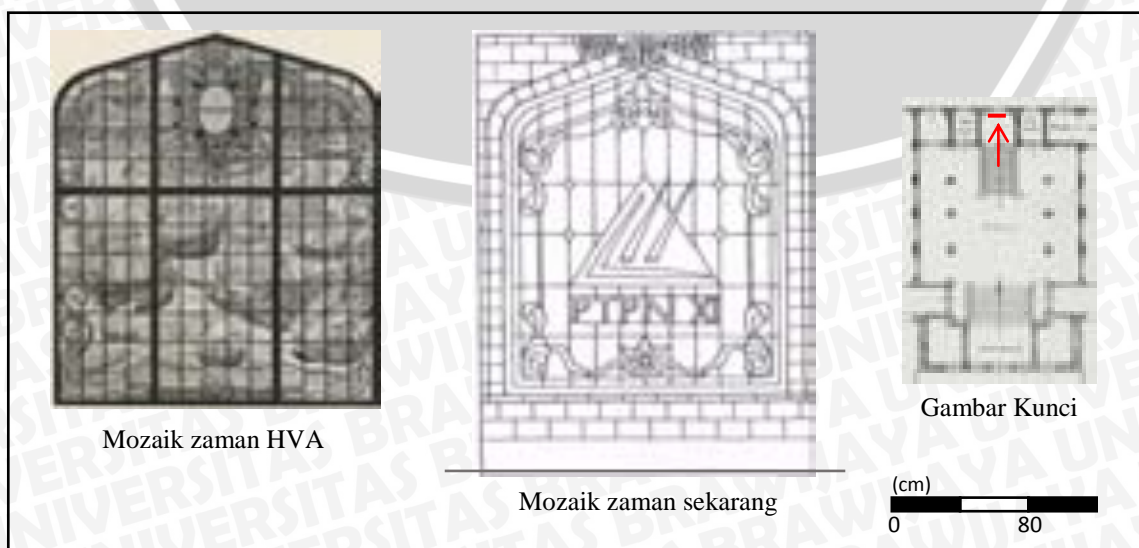 PTPN XI
Mozaik zaman HVA
Mozaik zaman sekarang
Gambar Kunci
(cm)
0 80